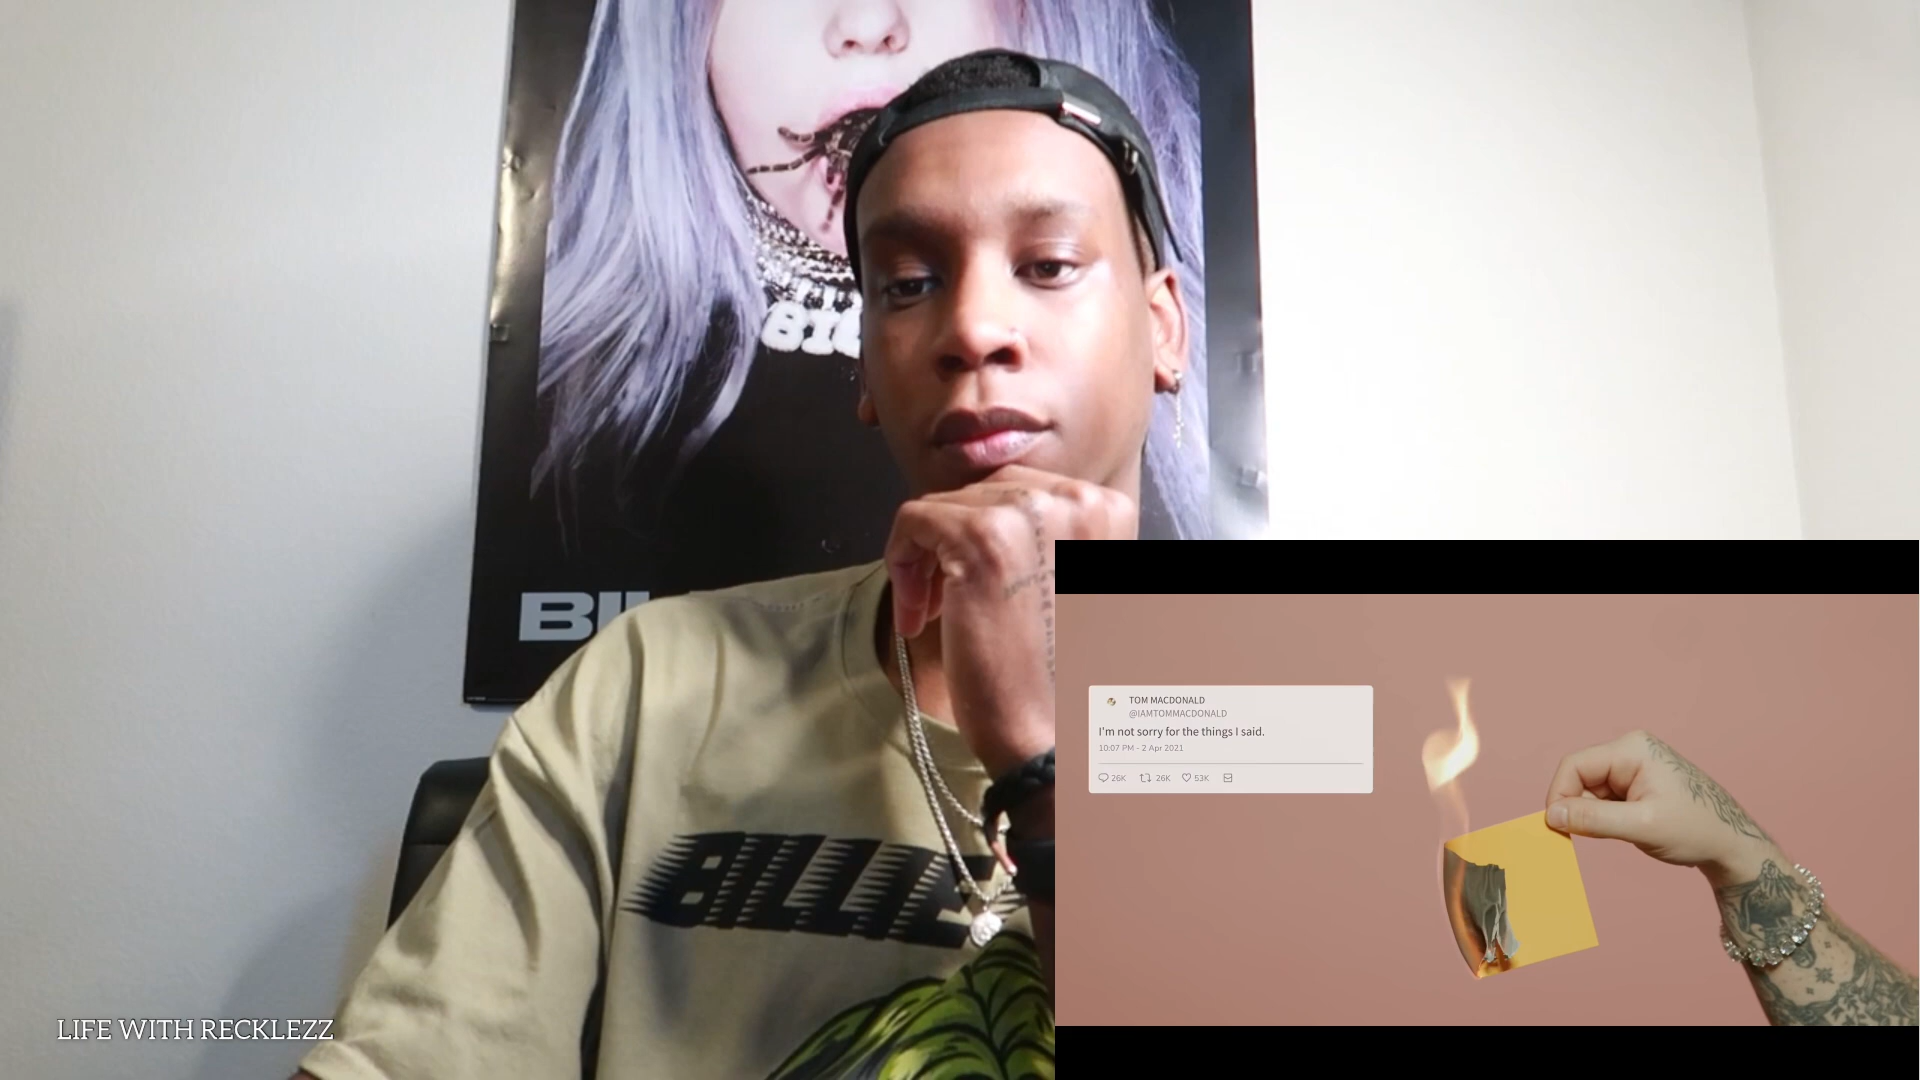 BIL
BILLIE
TOM MACDONALD
@IAMTOMMACDONALD
I'm not sorry for the things I said.
10:07 PM - 2 Apr 2021
26K 26K 53K
LIFE WITH RECKLEZZ